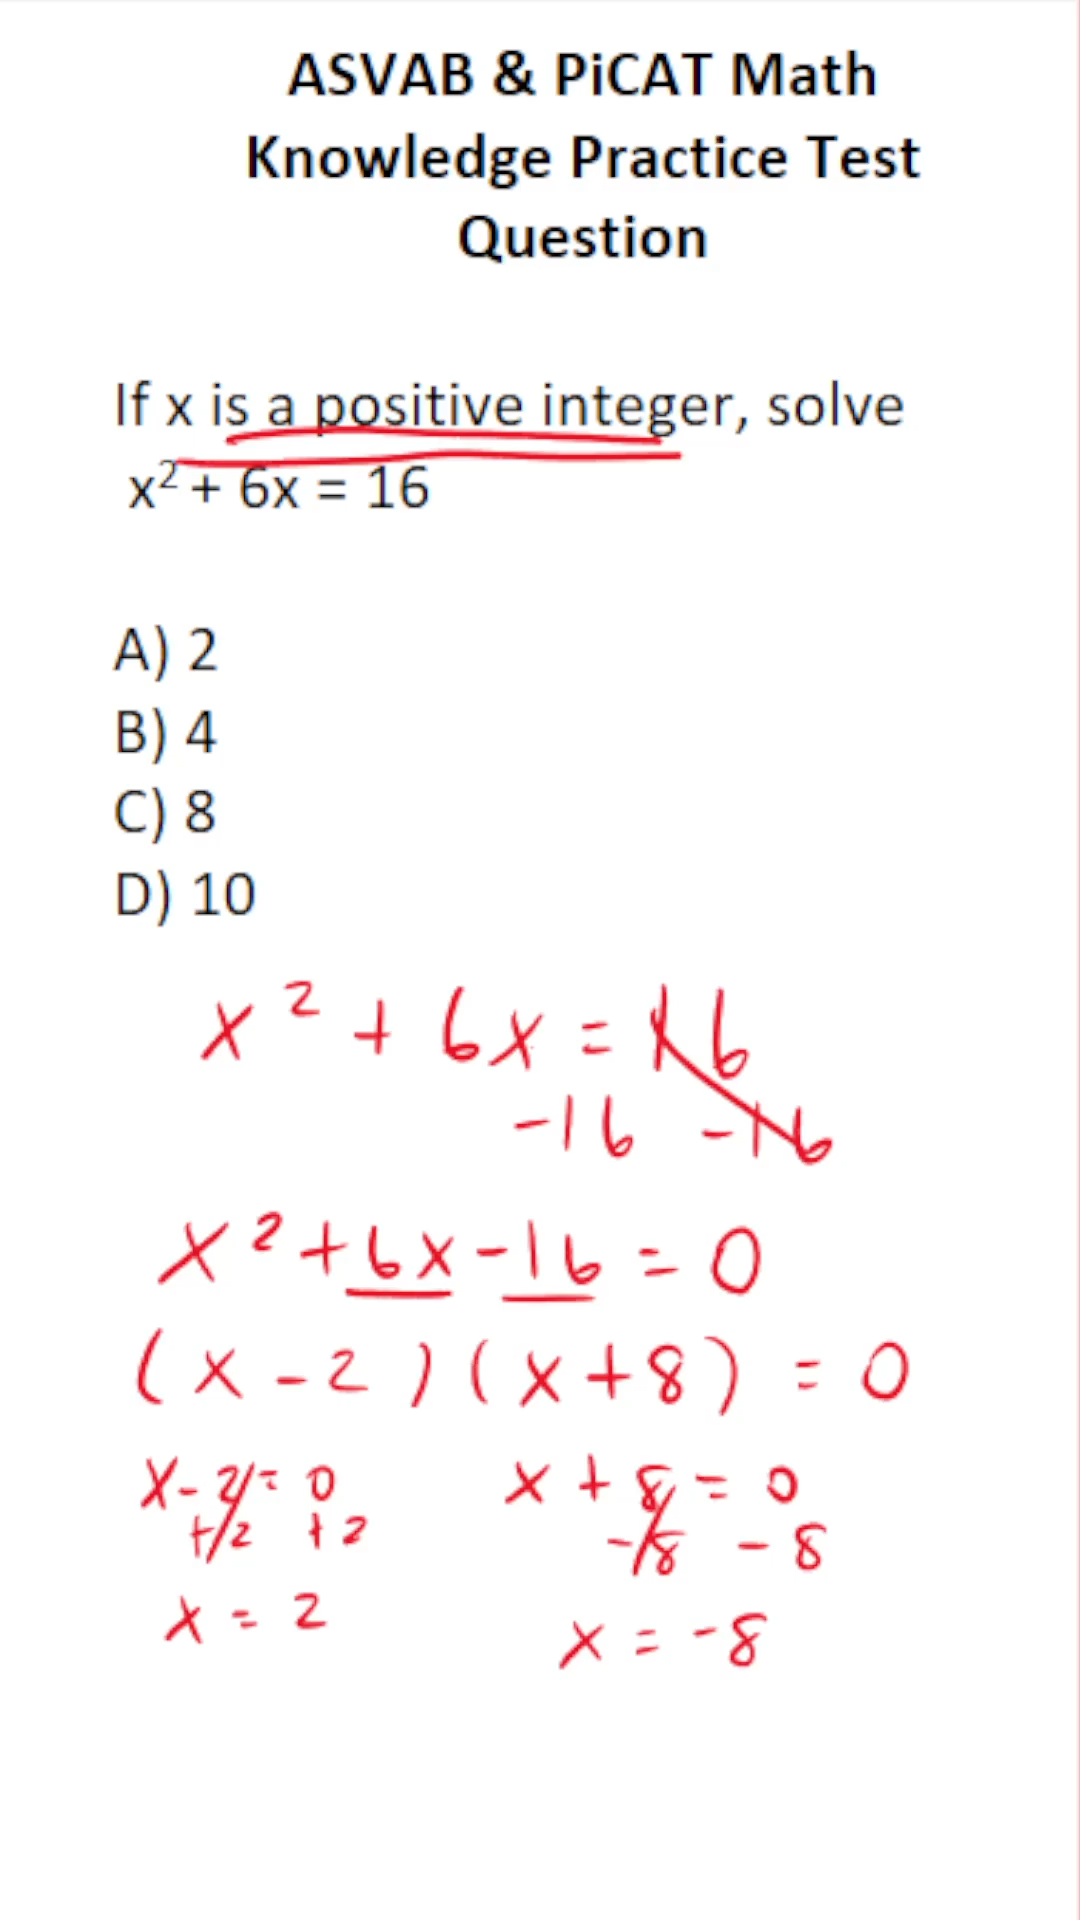 ASVAB & PiCAT Math
Knowledge Practice Test
Question
If x is a positive integer, solve
x² + 6x = 16
A) 2
B) 4
C) 8
D) 10
x² + 6x = 16
-16 -16
x² + 6x - 16 = 0
(x - 2)(x + 8) = 0
x - 2 = 0 x + 8 = 0
+2 +2 -8 -8
x = 2 x = -8